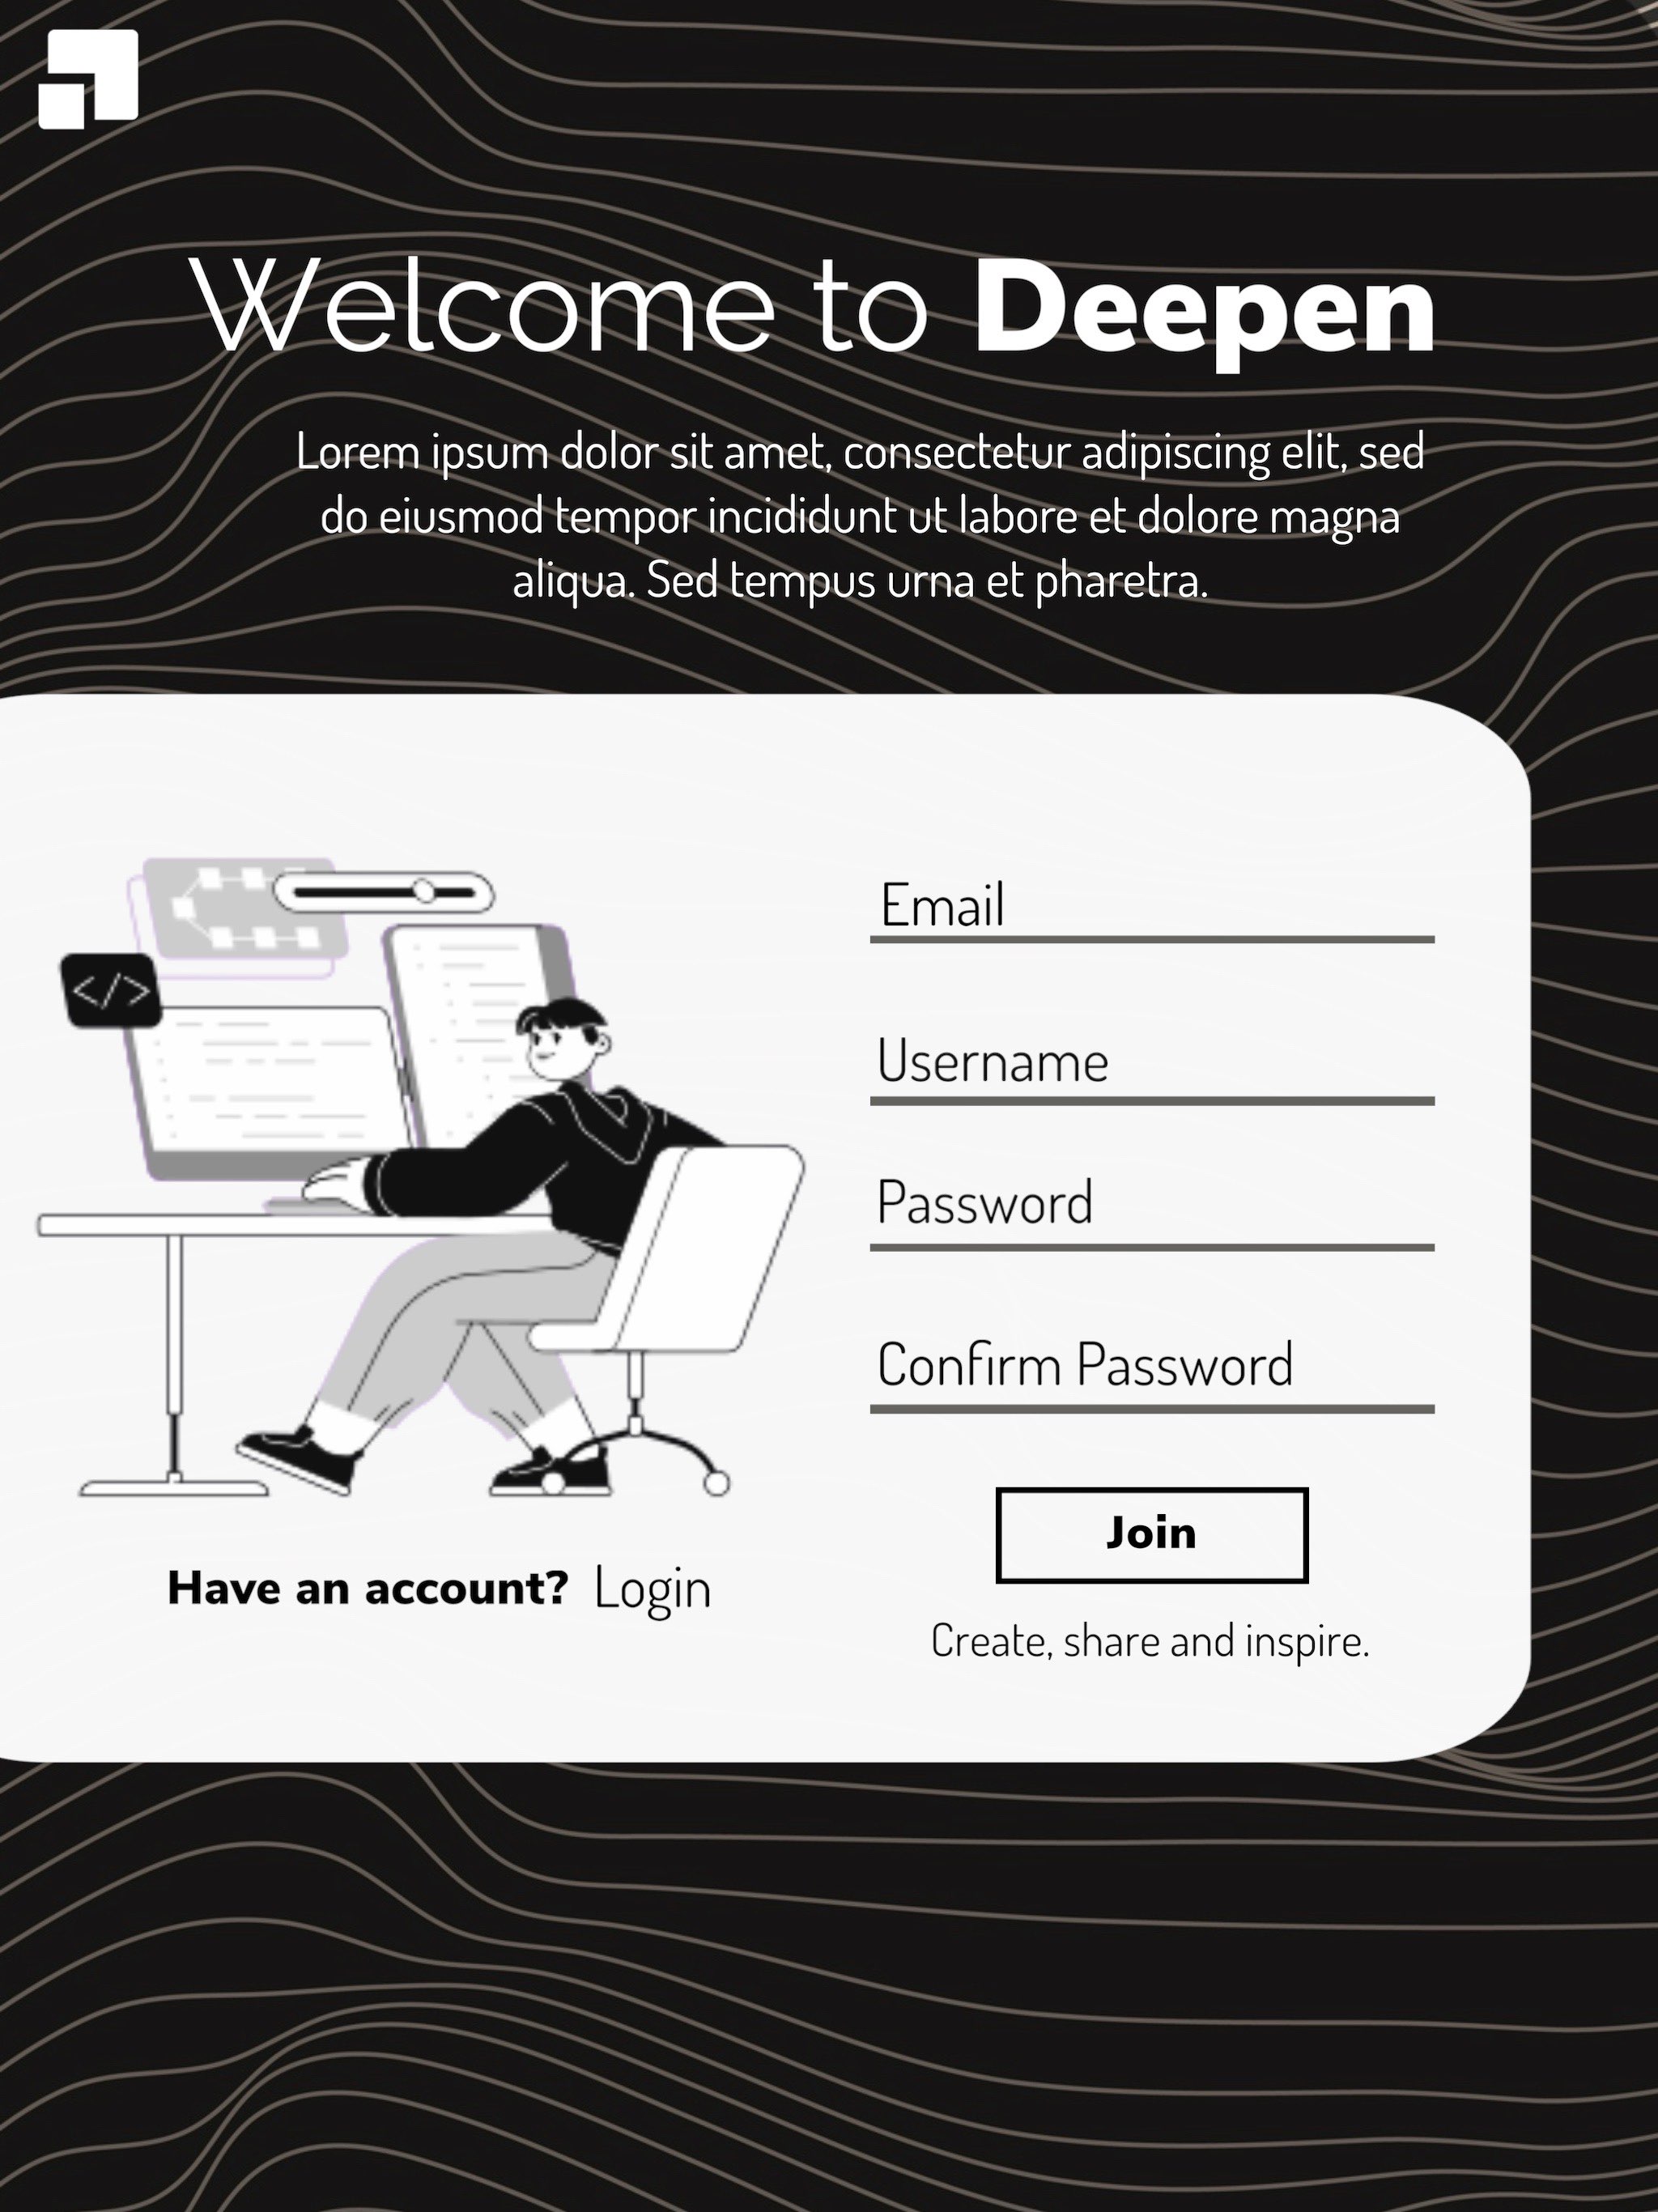 Welcome to Deepen
Lorem ipsum dolor sit amet, consectetur adipiscing elit, sed
do eiusmod tempor incididunt ut labore et dolore magna
aliqua. Sed tempus urna et pharetra.
</>
Email
Username
Password
Confirm Password
Join
Have an account? Login
Create, share and inspire.